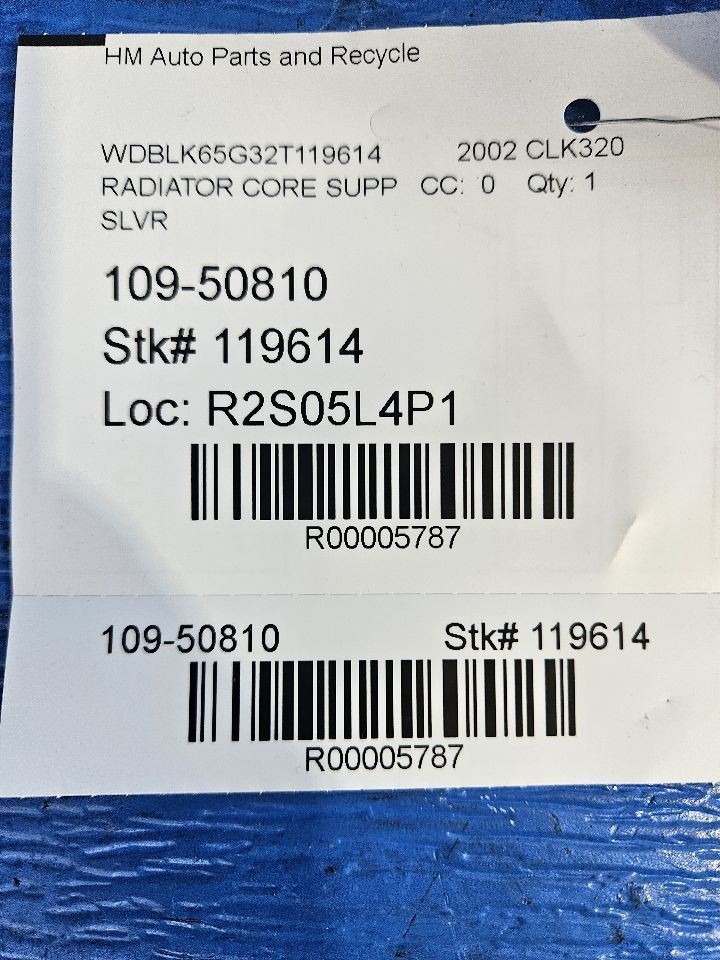 HM Auto Parts and Recycle
WDBLK65G32T119614 2002 CLK320
RADIATOR CORE SUPP CC: 0 Qty: 1
SLVR
109-50810
Stk# 119614
Loc: R2S05L4P1
R00005787
109-50810 Stk# 119614
R00005787